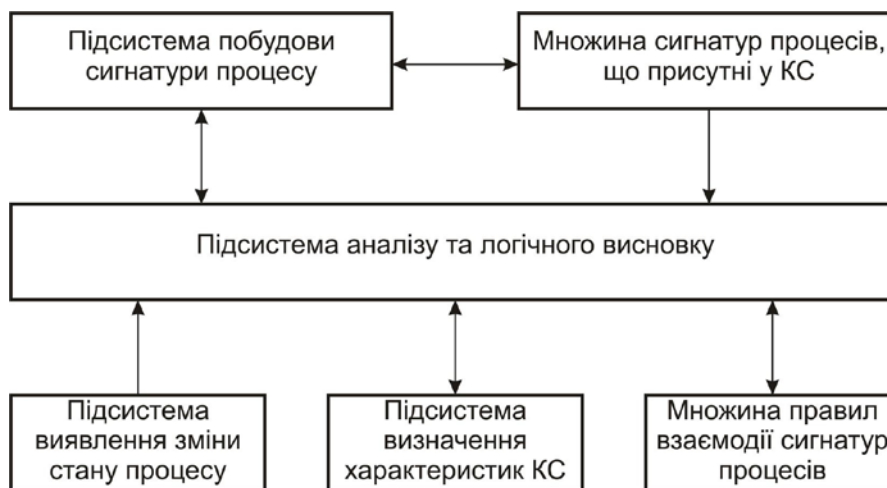 Підсистема побудови
сигнатури процесу
Множина сигнатур процесів,
що присутні у КС
Підсистема аналізу та логічного висновку
Підсистема
виявлення зміни
стану процесу
Підсистема
визначення
характеристик КС
Множина правил
взаємодії сигнатур
процесів